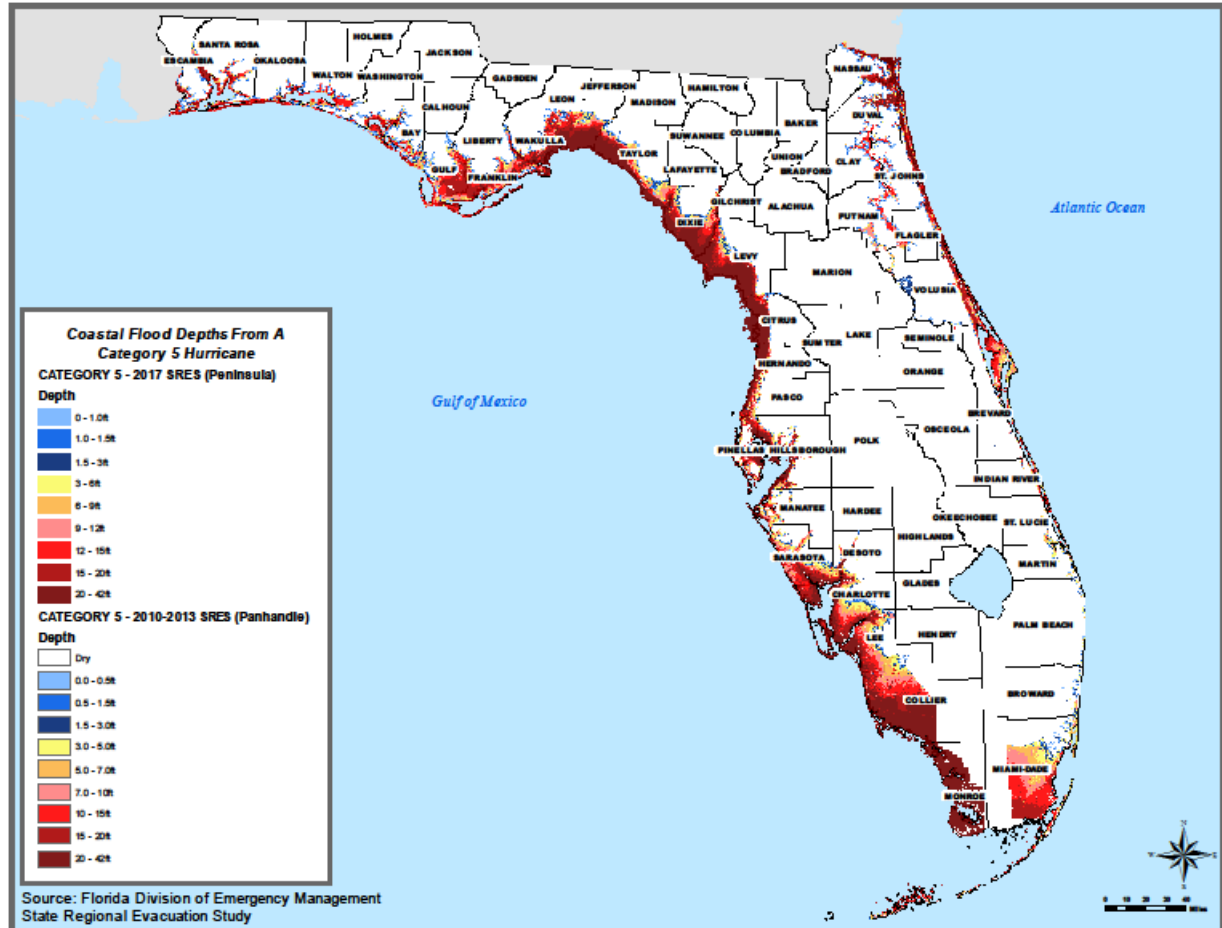 HOLMES
SANTA ROSA
JACKSON
ESCAMBIA
OKALOOSA
WALTON
WASHINGTON
GADSDEN
NASSAU
JEFFERSON
HAMILTON
LEON
MADISON
CALHOUN
BAKER
DUVAL
BAY
LIBERTY
WAKULLA
SUWANNEE
COLUMBIA
TAYLOR
UNION
CLAY
LAFAYETTE
BRADFORD
GULF
FRANKLIN
ST. JOHNS
GILCHRIST
ALACHUA
Atlantic Ocean
PUTNAM
DIXIE
FLAGLER
LEVY
MARION
VOLUSIA
CITRUS
LAKE
SEMINOLE
SUMTER
HERNANDO
ORANGE
PASCO
Gulf of Mexico
BREVARD
OSCEOLA
POLK
PINELLAS
HILLSBOROUGH
INDIAN RIVER
MANATEE
HARDEE
OKEECHOBEE
ST. LUCIE
HIGHLANDS
SARASOTA
DESOTO
MARTIN
GLADES
CHARLOTTE
PALM BEACH
LEE
HENDRY
BROWARD
COLLIER
MIAMI-DADE
MONROE
Coastal Flood Depths From A
Category 5 Hurricane
CATEGORY 5 - 2017 SRES (Peninsula)
Depth
0 - 1.0ft
1.0 - 1.5ft
1.5 - 3ft
3 - 6ft
6 - 9ft
9 - 12ft
12 - 15ft
15 - 20ft
20 - 42ft
CATEGORY 5 - 2010-2013 SRES (Panhandle)
Depth
Dry
0.0 - 0.5ft
0.5 - 1.5ft
1.5 - 3.0ft
3.0 - 5.0ft
5.0 - 7.0ft
7.0 - 10ft
10 - 15ft
15 - 20ft
20 - 42ft
Source: Florida Division of Emergency Management
State Regional Evacuation Study
N
W E
S
0 10 20 30 40
Miles